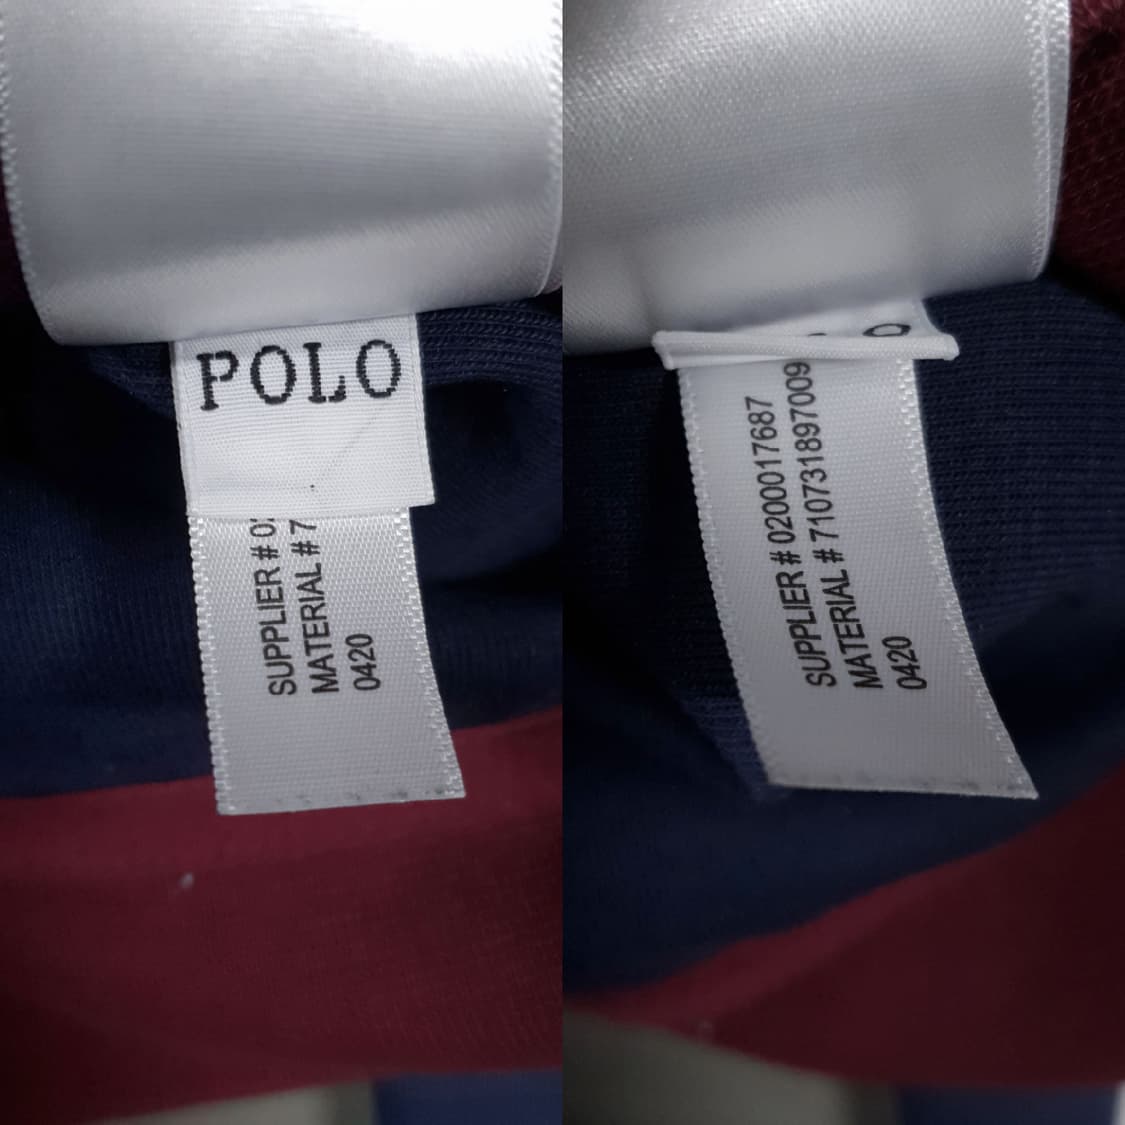 POLO
SUPPLIER # 0
MATERIAL # 7
0420
O
SUPPLIER # 0200017687
MATERIAL # 710731897009
0420